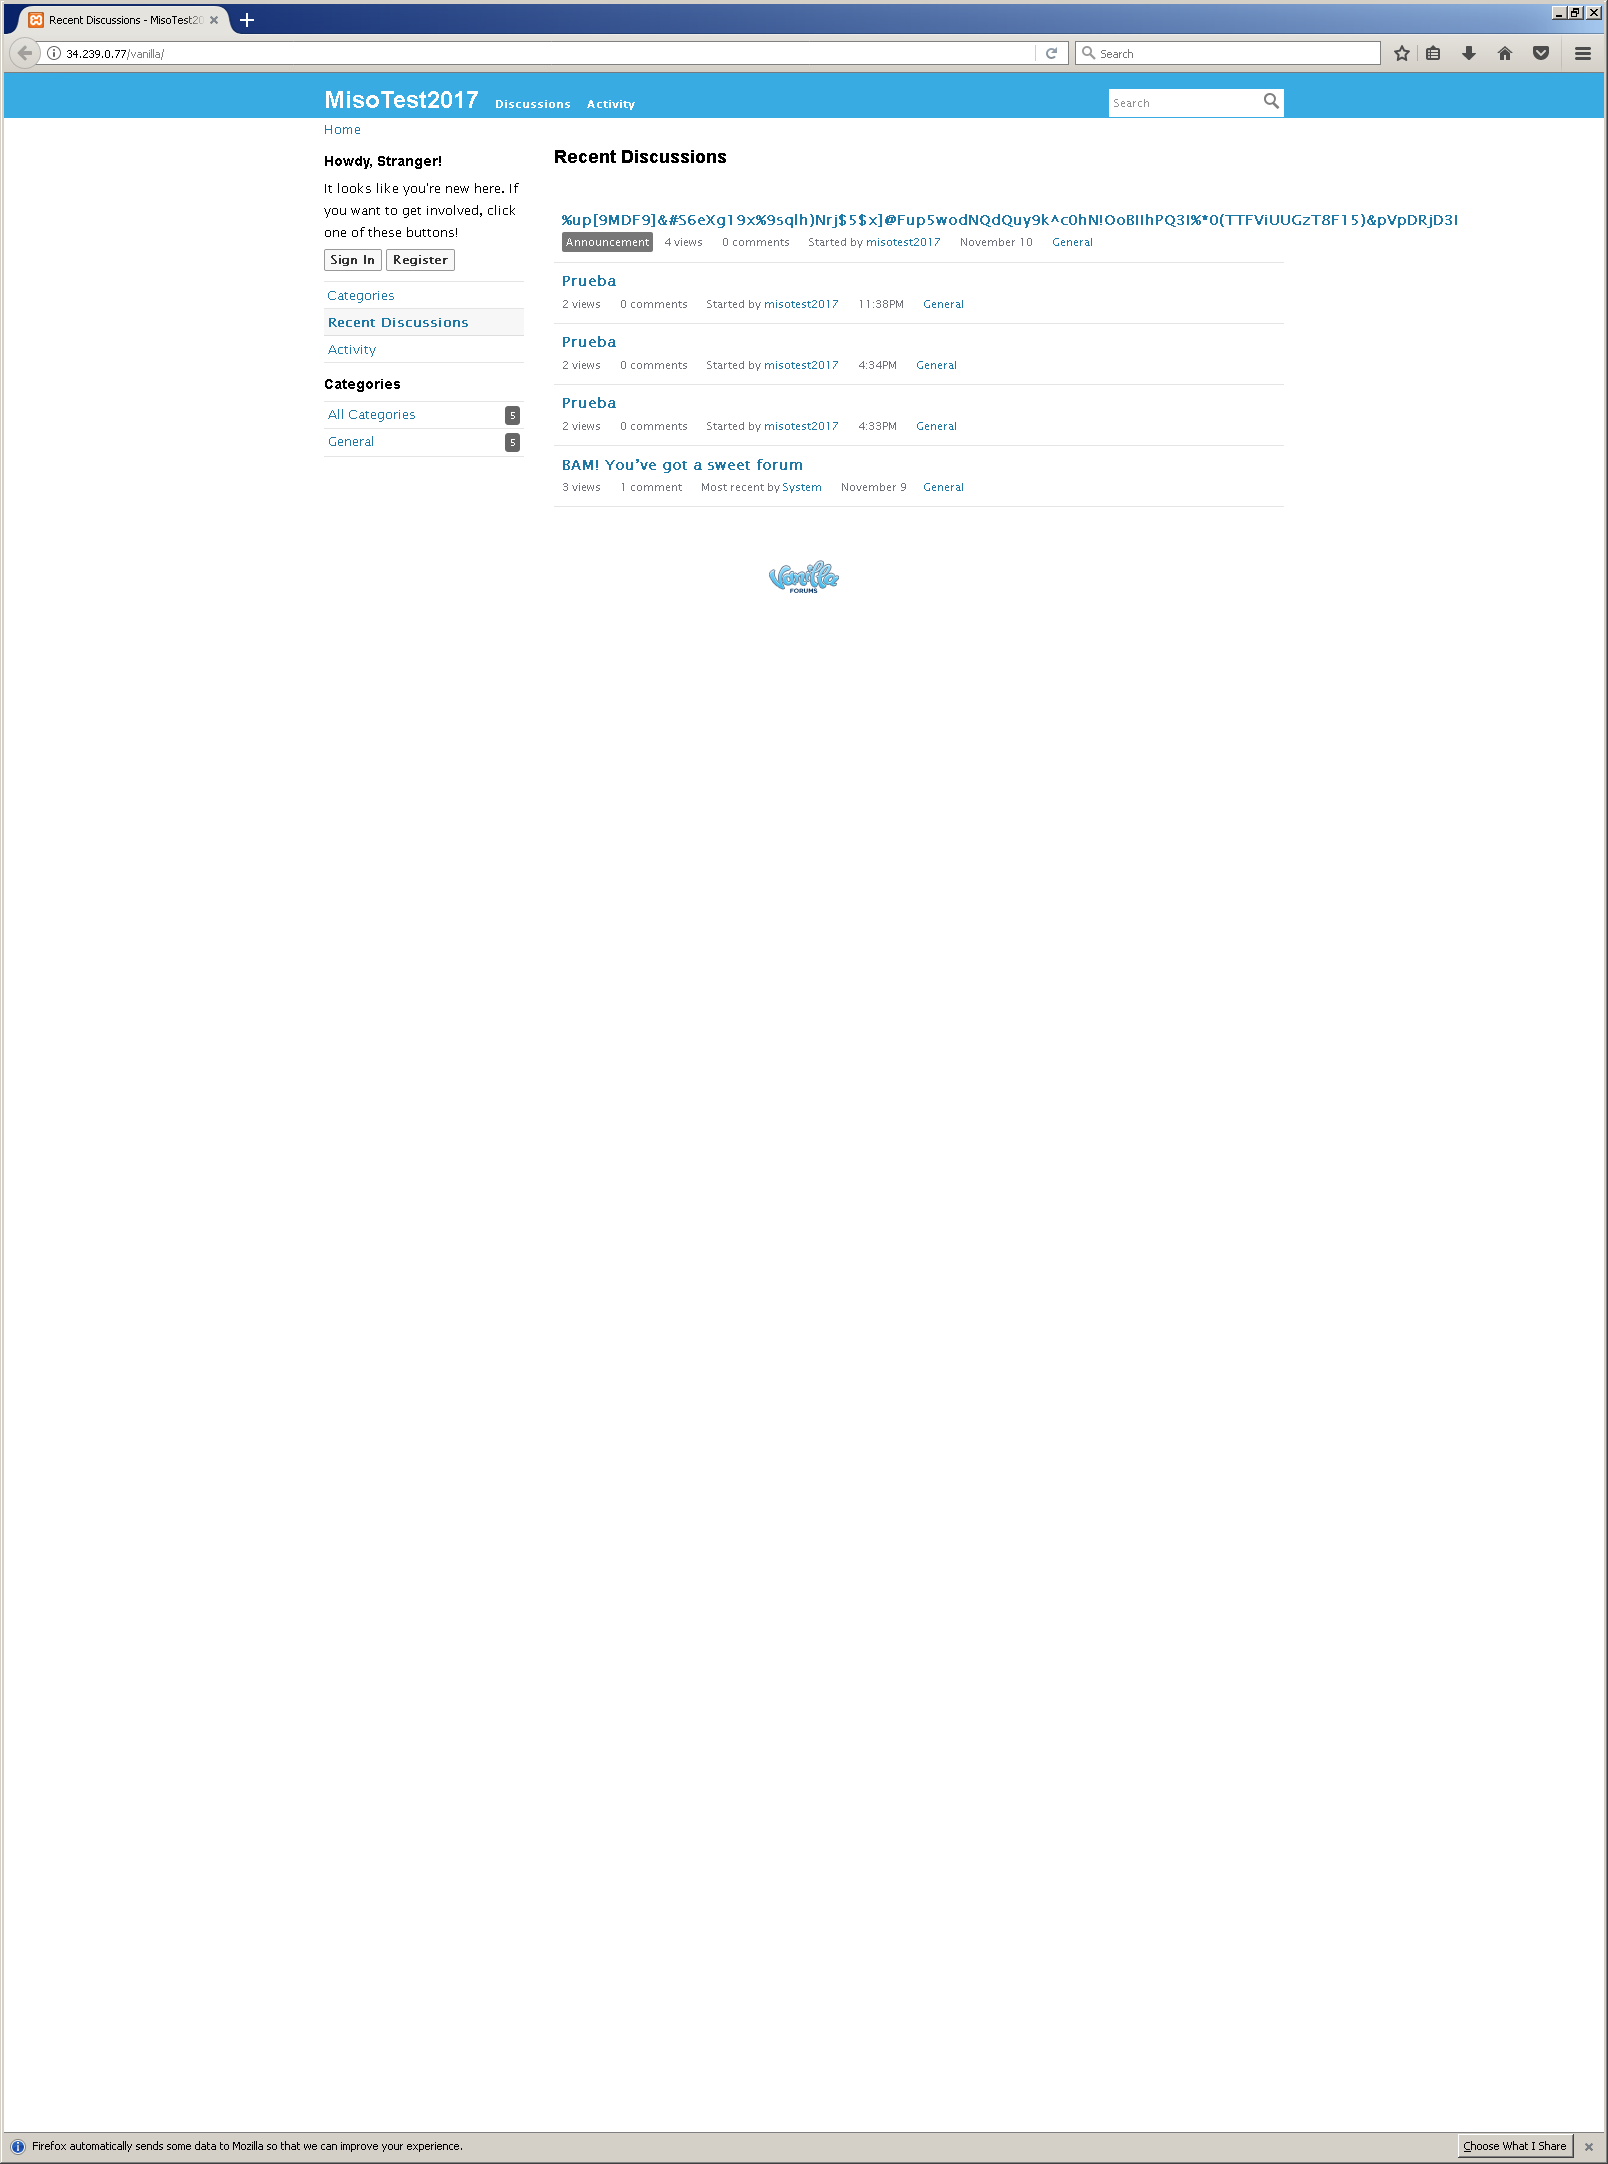 Recent Discussions - MisoTest20
34.239.0.77/vanilla/
Search
MisoTest2017 Discussions Activity
Search
Home
Howdy, Stranger!
It looks like you're new here. If
you want to get involved, click
one of these buttons!
Sign In Register
Categories
Recent Discussions
Activity
Categories
All Categories 5
General 5
Recent Discussions
%up[9MDF9]&#S6eXg19x%9sqlh)Nrj$5$x]@Fup5wodNQdQuy9k^c0hN!OoBIIhPQ3I%*0(TTFViUUGzT8F15)&pVpDRjD3I
Announcement 4 views 0 comments Started by misotest2017 November 10 General
Prueba
2 views 0 comments Started by misotest2017 11:38PM General
Prueba
2 views 0 comments Started by misotest2017 4:34PM General
Prueba
2 views 0 comments Started by misotest2017 4:33PM General
BAM! You’ve got a sweet forum
3 views 1 comment Most recent by System November 9 General
Vanilla
FORUMS
Firefox automatically sends some data to Mozilla so that we can improve your experience.
Choose What I Share